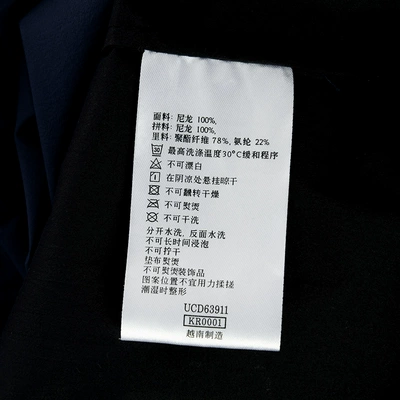 面料: 尼龙 100%,
拼料: 尼龙 100%,
里料: 聚酯纤维 78%, 氨纶 22%
30 最高洗涤温度30°C缓和程序
不可漂白
在阴凉处悬挂晾干
不可翻转干燥
不可熨烫
不可干洗
分开水洗, 反面水洗
不可长时间浸泡
不可拧干
垫布熨烫
不可熨烫装饰品
图案位置不宜用力揉搓
潮湿时整形
UCD63911
KR0001
越南制造